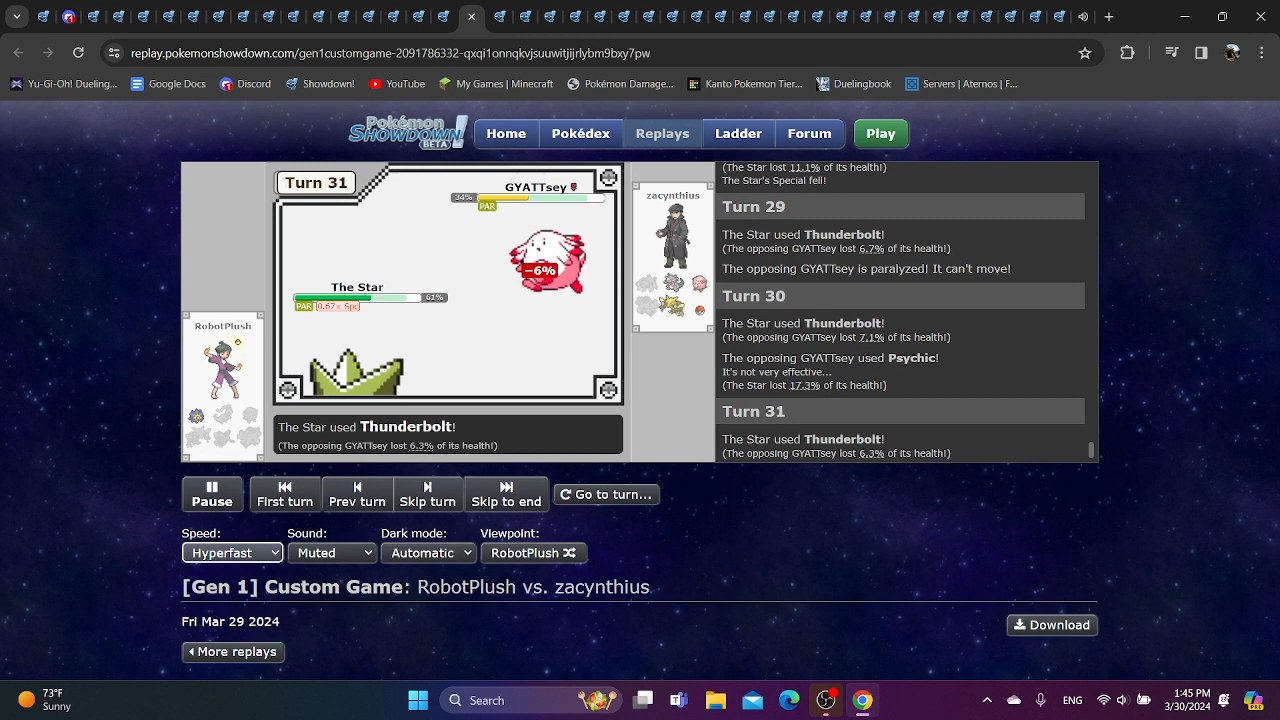 replay.pokemonshowdown.com/gen1customgame-2091786332-qxqi1onnqkvjsuuwitijirlybm9bxy7pw
Yu-Gi-Oh! Dueling...
Google Docs
Discord
Showdown!
YouTube
My Games | Minecraft
Pokémon Damage...
Kanto Pokemon Tier...
Duelingbook
Servers | Aternos | F...
Pokémon
SHOWDOWN!
BETA
Home
Pokédex
Replays
Ladder
Forum
Play
Turn 31
GYATTsey
34%
PAR
-6%
The Star
61%
PAR
0.67× Spc
The Star used Thunderbolt!
(The opposing GYATTsey lost 6.3% of its health!)
RobotPlush
zacynthius
(The Star lost 11.1% of its health!)
The Star's Special fell!
Turn 29
The Star used Thunderbolt!
(The opposing GYATTsey lost 6.7% of its health!)
The opposing GYATTsey is paralyzed! It can't move!
Turn 30
The Star used Thunderbolt!
(The opposing GYATTsey lost 7.1% of its health!)
The opposing GYATTsey used Psychic!
It's not very effective...
(The Star lost 17.3% of its health!)
Turn 31
The Star used Thunderbolt!
(The opposing GYATTsey lost 6.3% of its health!)
Pause
First turn
Prev turn
Skip turn
Skip to end
Go to turn...
Speed:
Sound:
Dark mode:
Viewpoint:
Hyperfast
Muted
Automatic
RobotPlush
[Gen 1] Custom Game: RobotPlush vs. zacynthius
Fri Mar 29 2024
Download
More replays
73°F
Sunny
Search
ENG
1:45 PM
3/30/2024
PRE